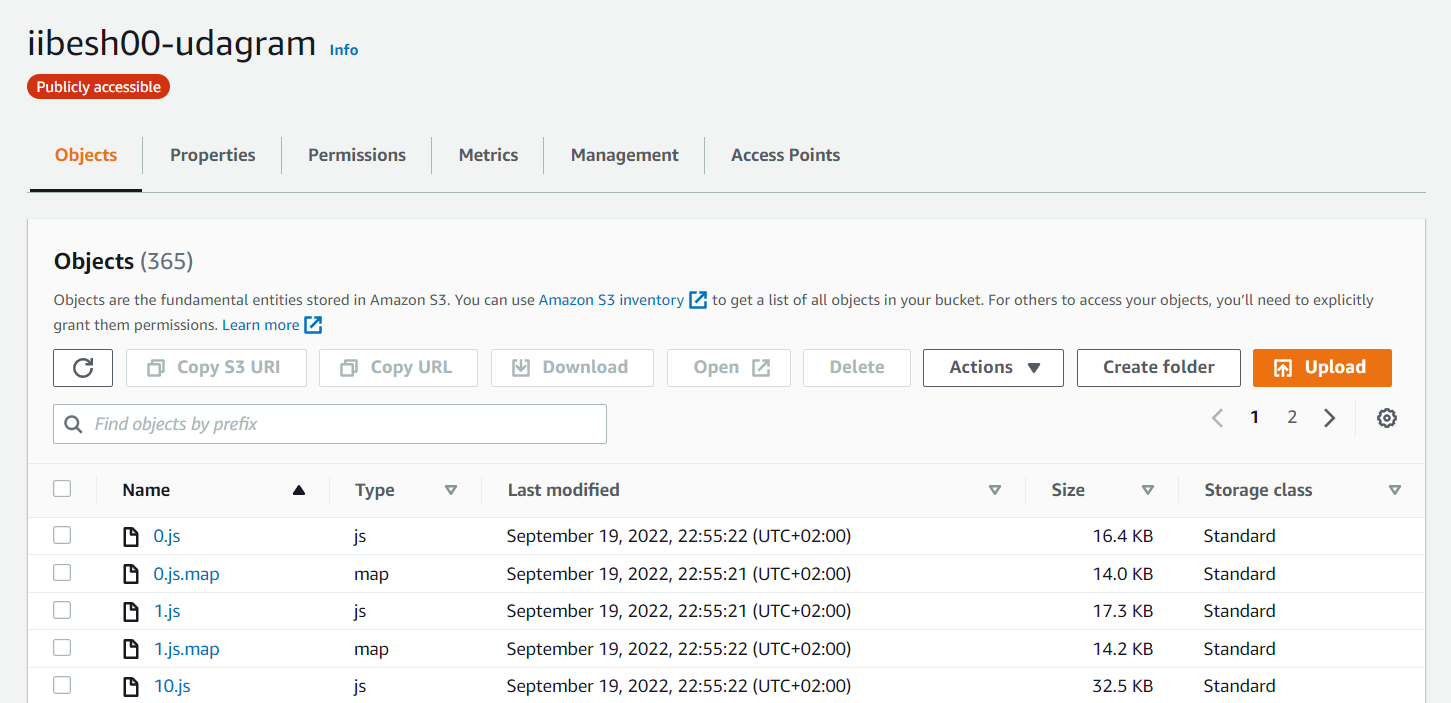 iibesh00-udagram Info
Publicly accessible
Objects Properties Permissions Metrics Management Access Points
Objects (365)
Objects are the fundamental entities stored in Amazon S3. You can use Amazon S3 inventory to get a list of all objects in your bucket. For others to access your objects, you’ll need to explicitly
grant them permissions. Learn more
Copy S3 URI Copy URL Download Open Delete Actions Create folder Upload
Find objects by prefix 1 2
Name Type Last modified Size Storage class
0.js js September 19, 2022, 22:55:22 (UTC+02:00) 16.4 KB Standard
0.js.map map September 19, 2022, 22:55:21 (UTC+02:00) 14.0 KB Standard
1.js js September 19, 2022, 22:55:21 (UTC+02:00) 17.3 KB Standard
1.js.map map September 19, 2022, 22:55:22 (UTC+02:00) 14.2 KB Standard
10.js js September 19, 2022, 22:55:22 (UTC+02:00) 32.5 KB Standard